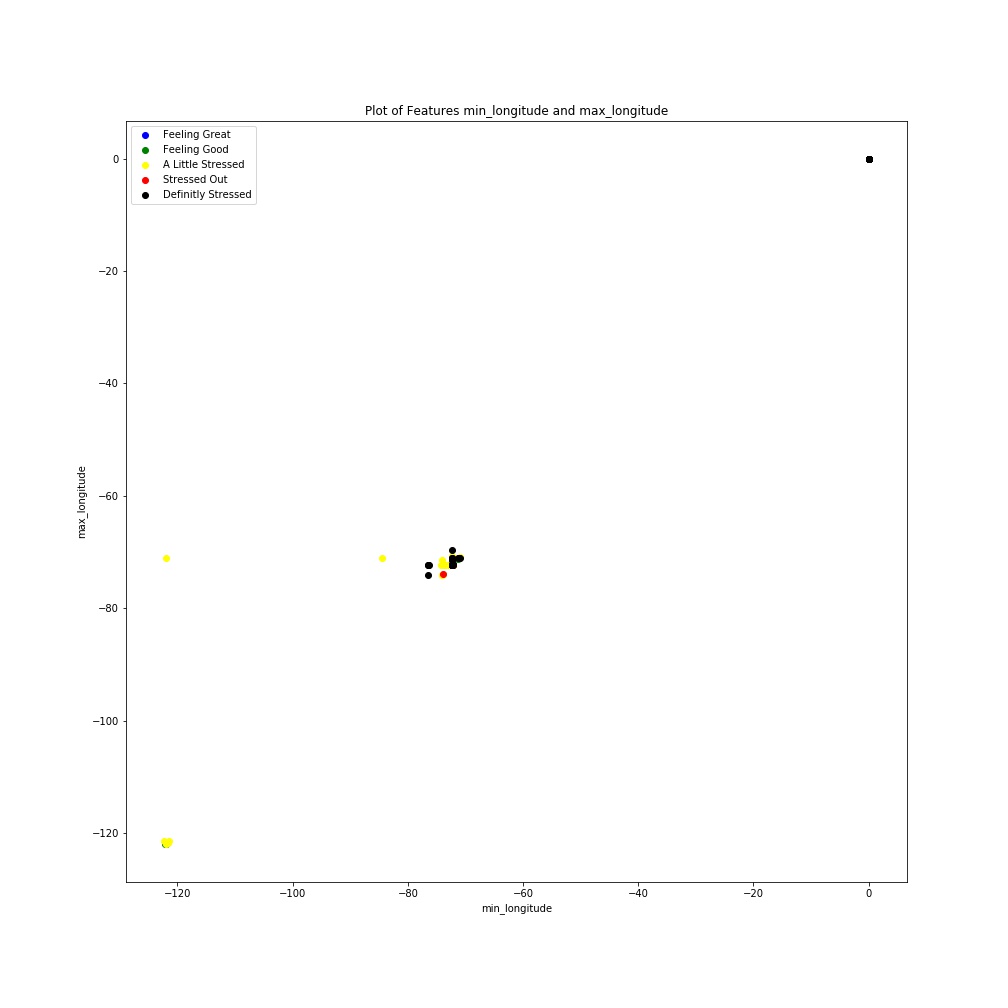 Plot of Features min_longitude and max_longitude
Feeling Great
Feeling Good
A Little Stressed
Stressed Out
Definitly Stressed
0
−20
−40
−60
−80
−100
−120
max_longitude
−120
−100
−80
−60
−40
−20
0
min_longitude